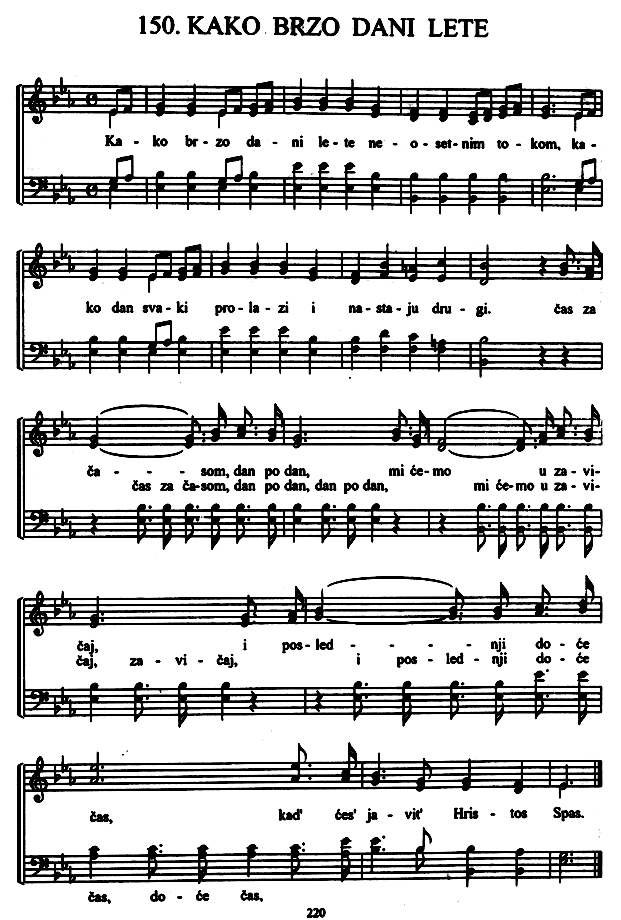 150. KAKO BRZO DANI LETE
Ka - ko br - zo da - ni le - te ne - o - set - nim to - kom, ka -
ko dan sva - ki pro - la - zi i na - sta - ju dru - gi. čas za
ča - - - som, dan po dan, mi će - mo u za - vi -
čas za ča - som, dan po dan, dan po dan, mi će - mo u za - vi -
čaj, i pos - led - - - nji do - će
čaj, za - vi - čaj, i pos - led - nji do - će
čas, kad' ćes' ja - vit' Hris - tos Spas.
čas, do - će čas,
220